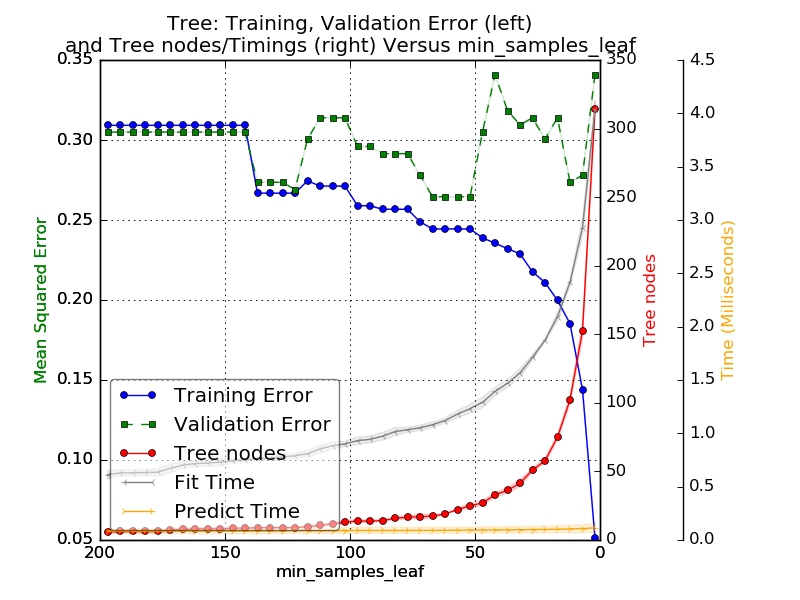 Tree: Training, Validation Error (left)
and Tree nodes/Timings (right) Versus min_samples_leaf
0.35
0.30
0.25
0.20
0.15
0.10
0.05
Mean Squared Error
200
150
100
50
0
min_samples_leaf
Training Error
Validation Error
Tree nodes
Fit Time
Predict Time
350
300
250
200
150
100
50
0
Tree nodes
4.5
4.0
3.5
3.0
2.5
2.0
1.5
1.0
0.5
0.0
Time (Milliseconds)